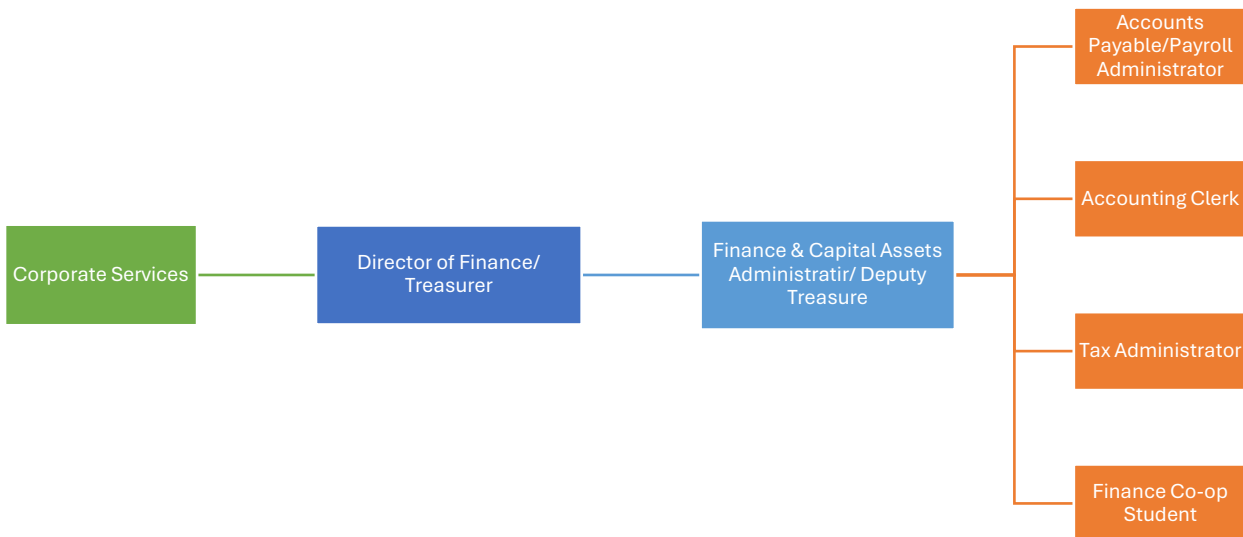 Corporate Services
Director of Finance/
Treasurer
Finance & Capital Assets
Administratir/ Deputy
Treasure
Accounts
Payable/Payroll
Administrator
Accounting Clerk
Tax Administrator
Finance Co-op
Student